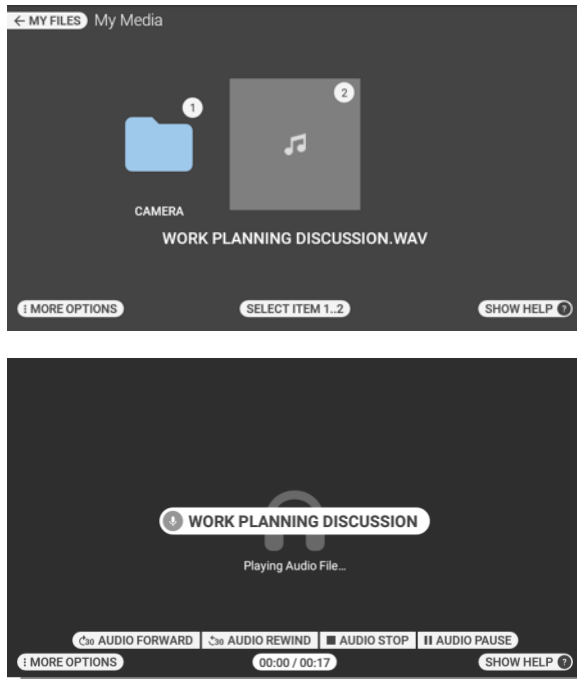 ← MY FILES My Media
1
2
CAMERA
WORK PLANNING DISCUSSION.WAV
MORE OPTIONS SELECT ITEM 1..2 SHOW HELP ?
WORK PLANNING DISCUSSION
Playing Audio File...
30 AUDIO FORWARD 30 AUDIO REWIND AUDIO STOP AUDIO PAUSE
MORE OPTIONS 00:00 / 00:17 SHOW HELP ?